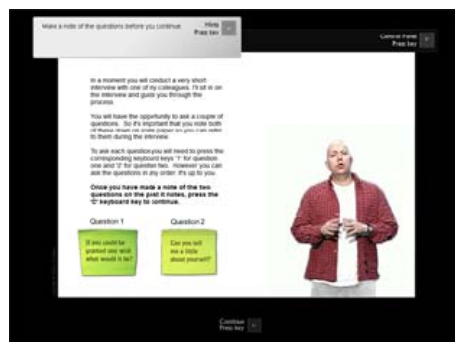 Make a note of the questions before you continue.
Hints
Press key
Control Panel
Press key
In a moment you will conduct a very short
interview with one of my colleagues. I'll sit in on
the interview and guide you through the
process.
You will have the opportunity to ask a couple of
questions. So it's important that you note both
of these down on some paper so you can refer
to them during the interview.
To ask each question you will need to press the
corresponding keyboard keys '1' for question
one and '2' for question two. However you can
ask the questions in any order. It's up to you.
Once you have made a note of the two
questions on the post it notes, press the
'C' keyboard key to continue.
Question 1
Question 2
If you could be
granted one wish
what would it be?
Can you tell
me a little
about yourself?
Continue
Press key